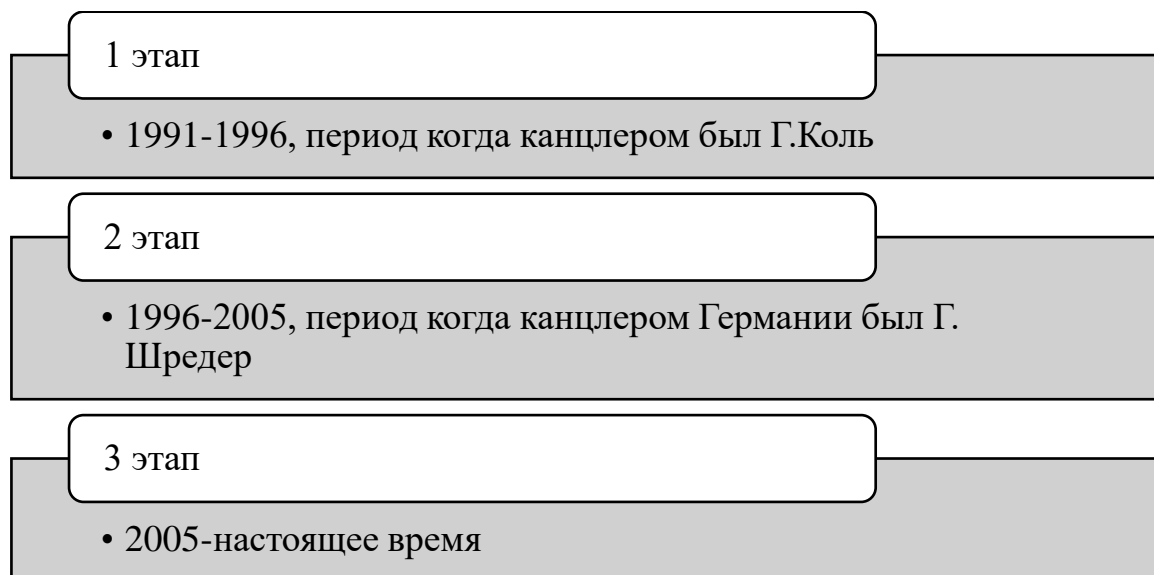 1 этап
• 1991-1996, период когда канцлером был Г.Коль
2 этап
• 1996-2005, период когда канцлером Германии был Г.
Шредер
3 этап
• 2005-настоящее время